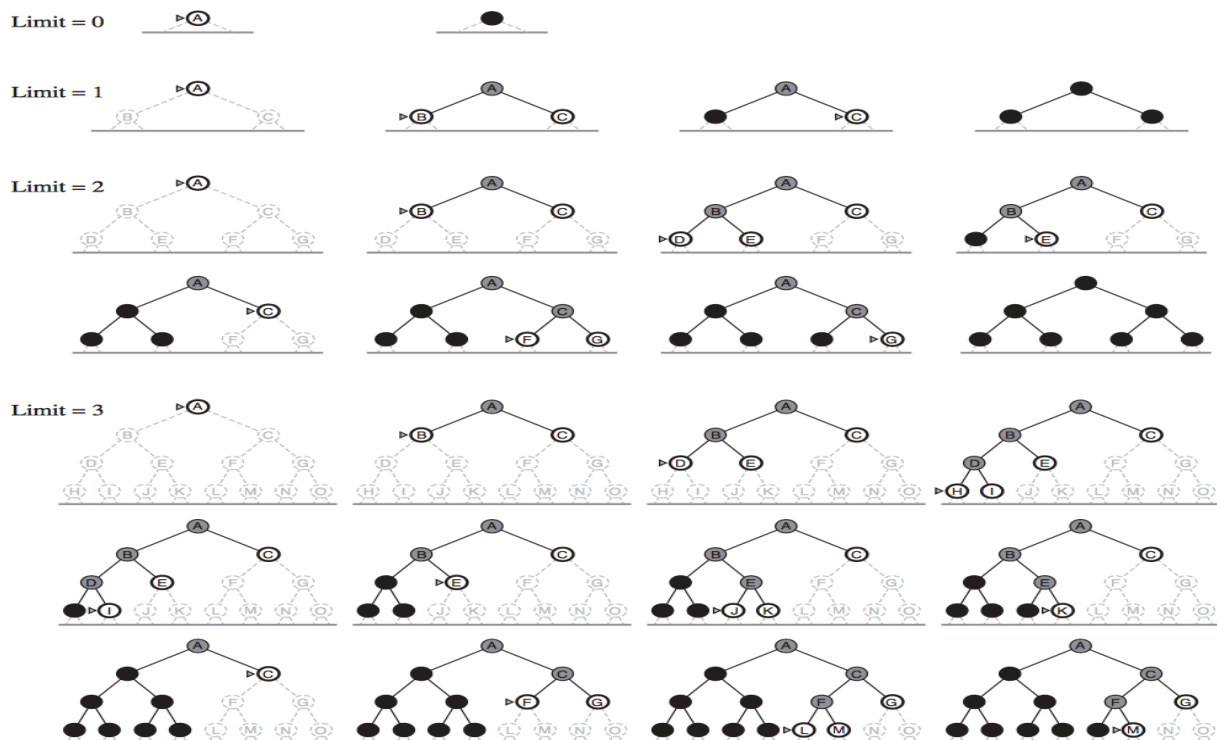 Limit = 0 A
Limit = 1 A A A
B C B C C
Limit = 2 A A A A
B C B C B C B C
D E F G D E F G D E F G E F G
A A A
C C C
F G F G G
Limit = 3 A A A A
B C B C B C B C
D E F G D E F G D E F G D E F G
H I J K L M N O H I J K L M N O H I J K L M N O H I J K L M N O
A A A A
B C B C B C B C
D E F G E F G E F G E F G
I J K L M N O J K L M N O J K L M N O K L M N O
A A A A
C C C C
F G F G F G F G
L M N O L M N O L M N O M N O